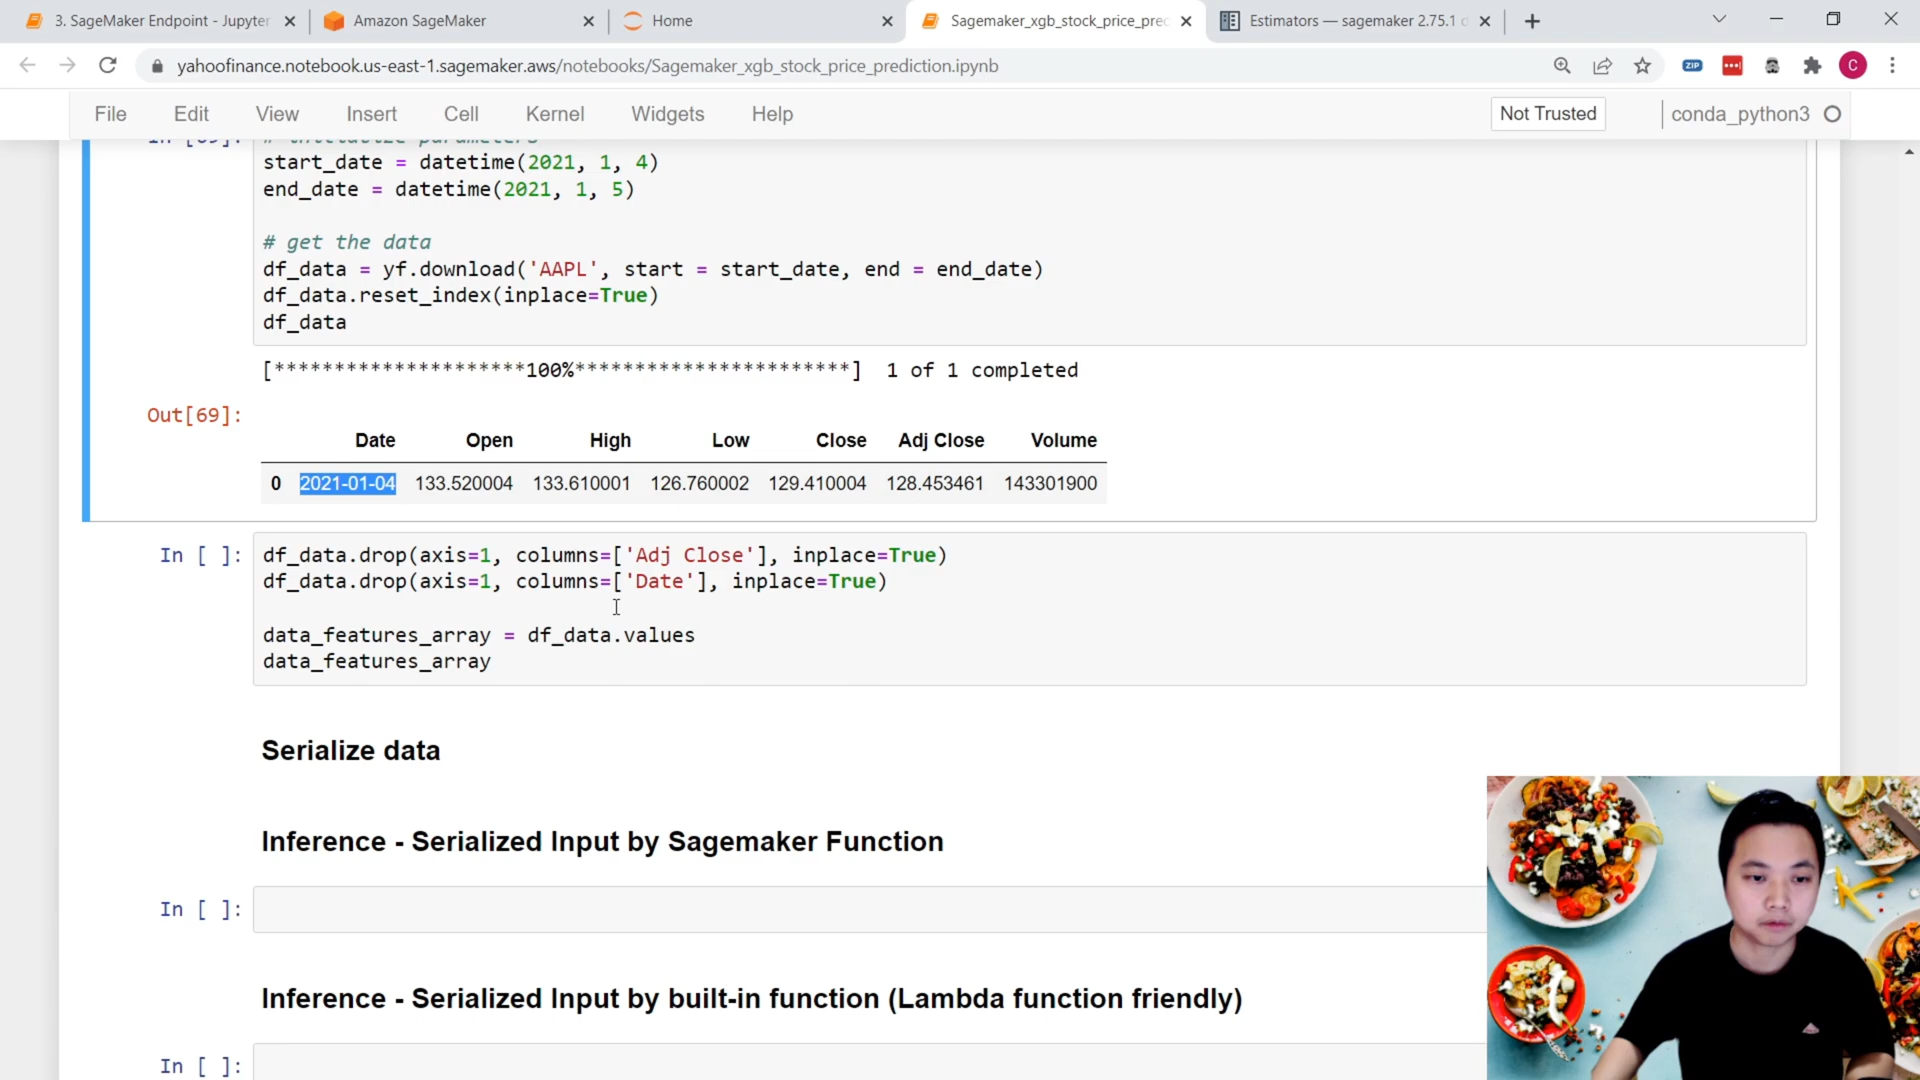 3. SageMaker Endpoint - Jupyter
Amazon SageMaker
Home
Sagemaker_xgb_stock_price_pred
Estimators — sagemaker 2.75.1 d
yahoofinance.notebook.us-east-1.sagemaker.aws/notebooks/Sagemaker_xgb_stock_price_prediction.ipynb
ZIP
C
File Edit View Insert Cell Kernel Widgets Help
Not Trusted
conda_python3
In [69]: # initialize parameters
start_date = datetime(2021, 1, 4)
end_date = datetime(2021, 1, 5)
# get the data
df_data = yf.download('AAPL', start = start_date, end = end_date)
df_data.reset_index(inplace=True)
df_data
[*********************100%***********************] 1 of 1 completed
Out[69]:
Date Open High Low Close Adj Close Volume
0 2021-01-04 133.520004 133.610001 126.760002 129.410004 128.453461 143301900
In [ ]: df_data.drop(axis=1, columns=['Adj Close'], inplace=True)
df_data.drop(axis=1, columns=['Date'], inplace=True)
data_features_array = df_data.values
data_features_array
Serialize data
Inference - Serialized Input by Sagemaker Function
In [ ]:
Inference - Serialized Input by built-in function (Lambda function friendly)
In [ ]: